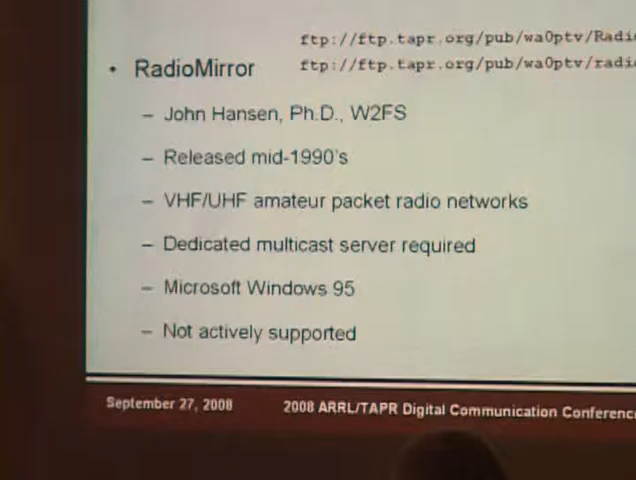 ftp://ftp.tapr.org/pub/wa0ptv/Radio
• RadioMirror ftp://ftp.tapr.org/pub/wa0ptv/radio
– John Hansen, Ph.D., W2FS
– Released mid-1990's
– VHF/UHF amateur packet radio networks
– Dedicated multicast server required
– Microsoft Windows 95
– Not actively supported
September 27, 2008 2008 ARRL/TAPR Digital Communication Conference